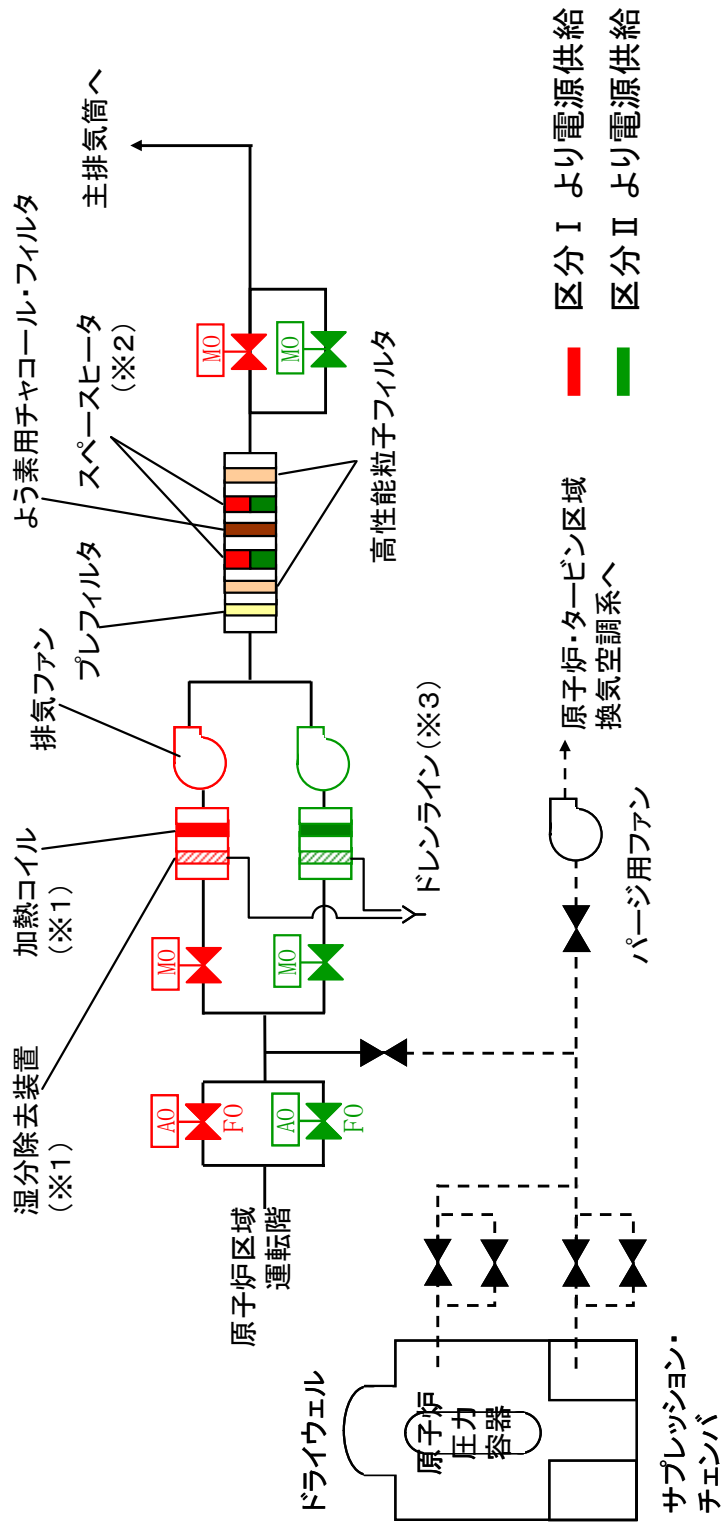 湿分除去装置
(※1)
加熱コイル
(※1)
排気ファン
プレフィルタ
よう素用チャコール・フィルタ
スペースヒータ
(※2)
主排気筒へ
AO
FO
AO
FO
MO
MO
MO
MO
原子炉区域
運転階
ドレンライン(※3)
高性能粒子フィルタ
ドライウェル
原子炉
圧力
容器
サプレッション・
チェンバ
パージ用ファン
原子炉・タービン区域
換気空調系へ
区分Ⅰ より電源供給
区分Ⅱ より電源供給